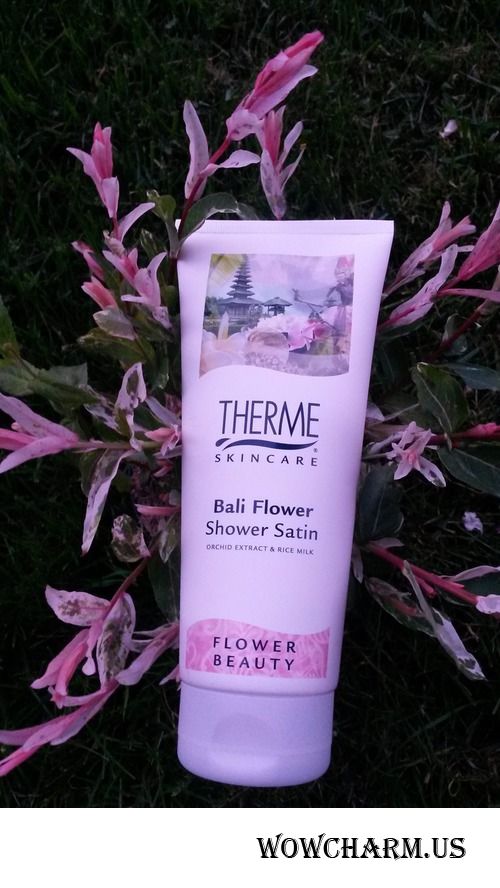 THERME
®
SKINCARE
Bali Flower
Shower Satin
ORCHID EXTRACT & RICE MILK
FLOWER
BEAUTY
WOWCHARM.US